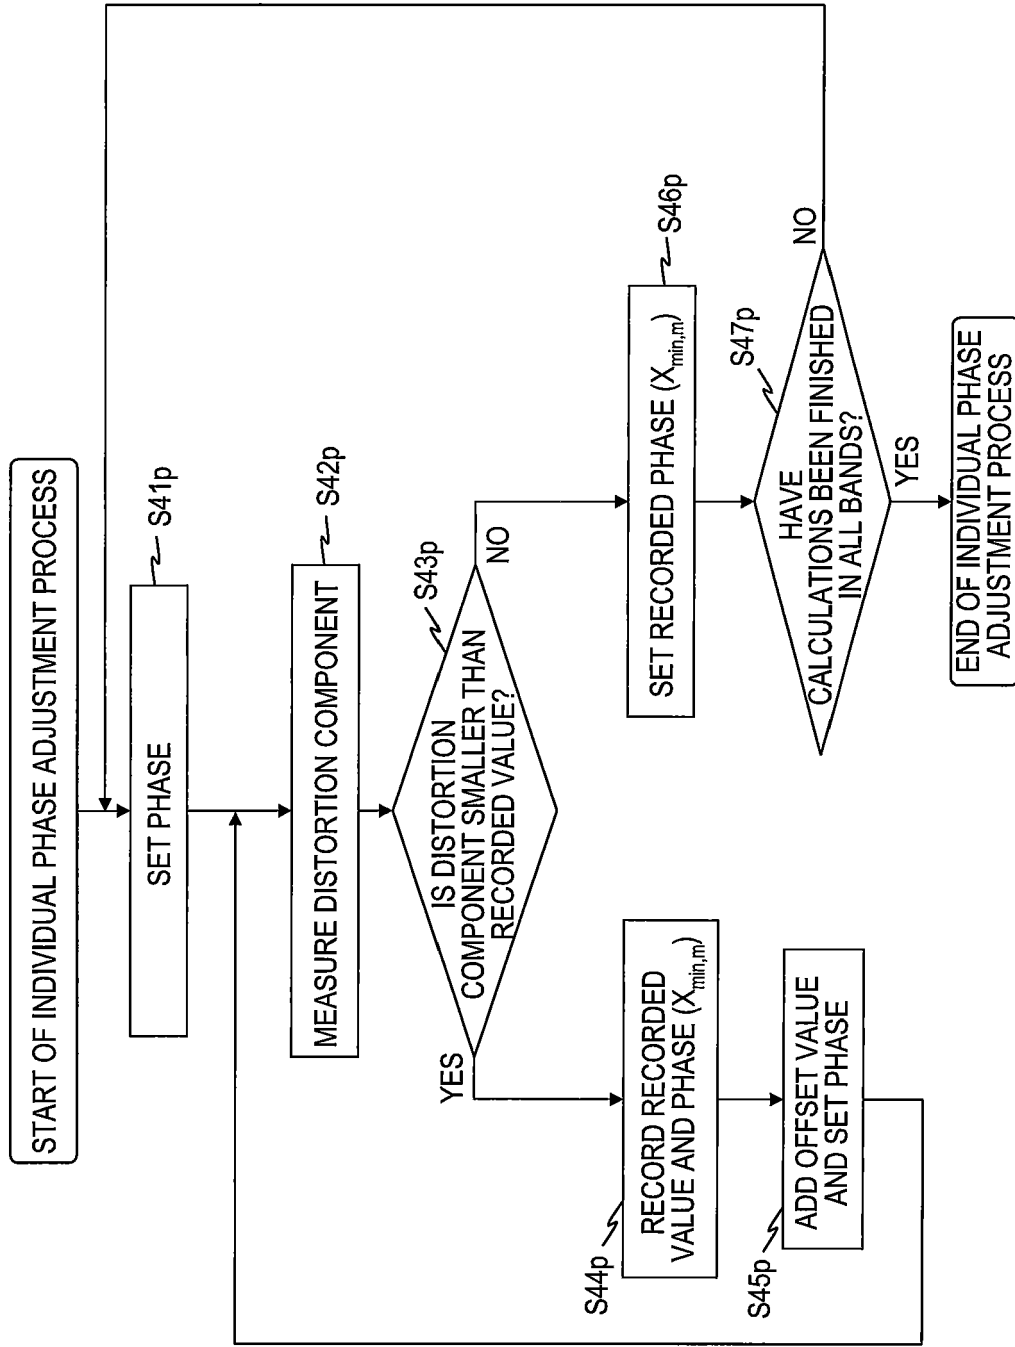 START OF INDIVIDUAL PHASE ADJUSTMENT PROCESS
S41p
SET PHASE
S42p
MEASURE DISTORTION COMPONENT
S43p
IS DISTORTION
COMPONENT SMALLER THAN
RECORDED VALUE?
YES
NO
S44p
RECORD RECORDED
VALUE AND PHASE (Xmin,m)
S45p
ADD OFFSET VALUE
AND SET PHASE
S46p
SET RECORDED PHASE (Xmin,m)
S47p
HAVE
CALCULATIONS BEEN FINISHED
IN ALL BANDS?
NO
YES
END OF INDIVIDUAL PHASE
ADJUSTMENT PROCESS